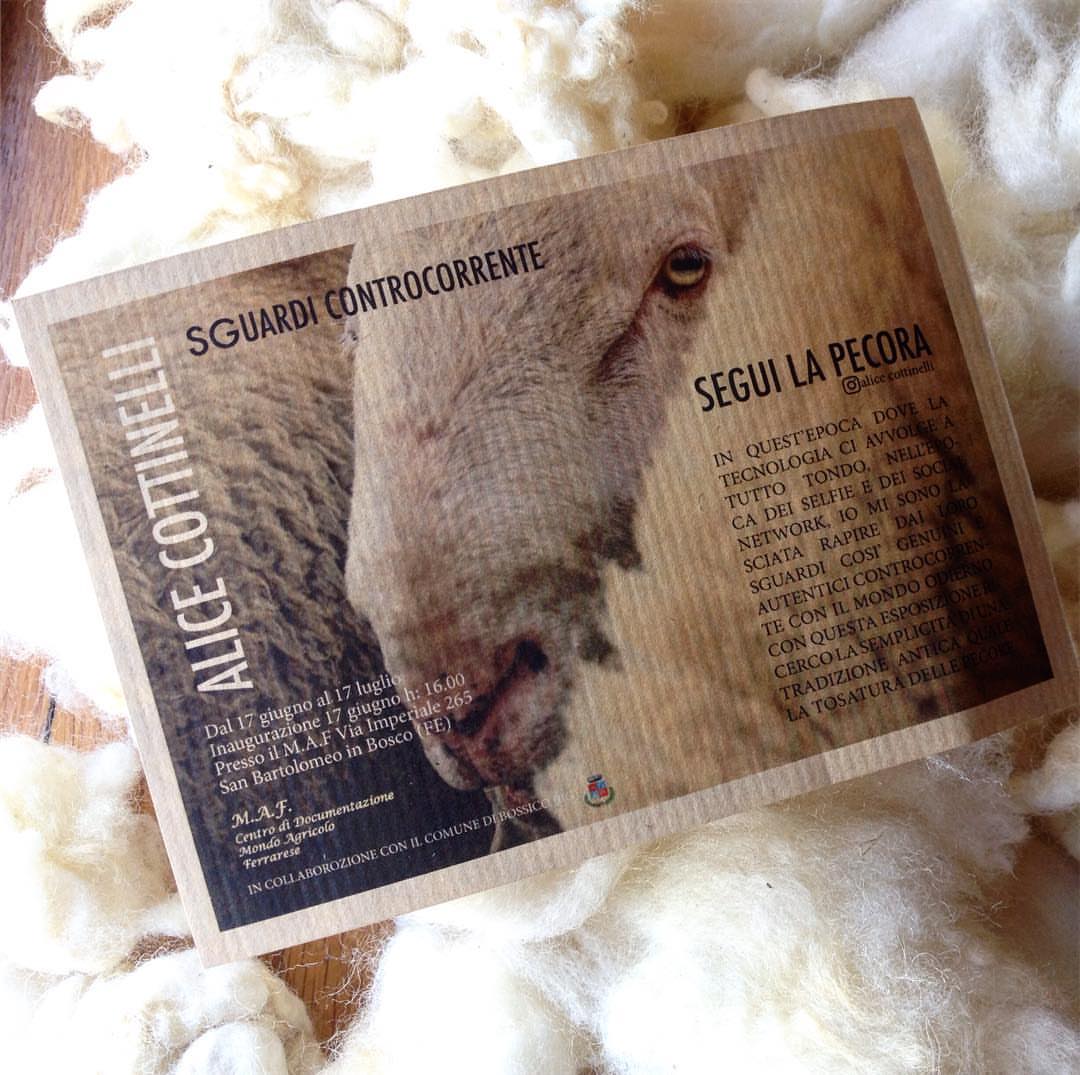 SGUARDI CONTROCORRENTE
ALICE COTTINELLI
SEGUI LA PECORA
alice.cottinelli
IN QUEST'EPOCA DOVE LA
TECNOLOGIA CI AVVOLGE A
TUTTO TONDO, NELL'EPO-
CA DEI SELFIE E DEI SOCIAL
NETWORK, IO MI SONO LA-
SCIATA RAPIRE DAI LORO
SGUARDI COSI' GENUINI E
AUTENTICI CONTROCORREN-
TE CON IL MONDO ODIERNO
CON QUESTA ESPOSIZIONE RI-
CERCO LA SEMPLICITÀ DI UNA
TRADIZIONE ANTICA QUALE
LA TOSATURA DELLE PECORE
Dal 17 giugno al 17 luglio
Inaugurazione 17 giugno h: 16.00
Presso il M.A.F Via Imperiale 265
San Bartolomeo in Bosco (FE)
M.A.F.
Centro di Documentazione
Mondo Agricolo
Ferrarese
IN COLLABOROZIONE CON IL COMUNE DI BOSSICO